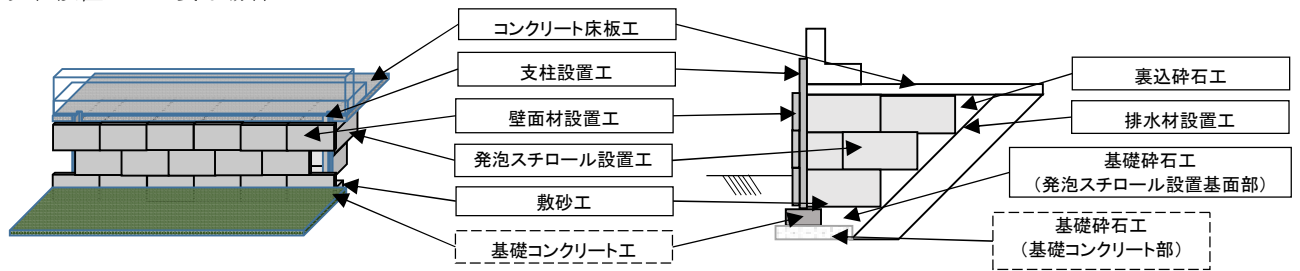 コンクリート床板工
支柱設置工
壁面材設置工
発泡スチロール設置工
敷砂工
基礎コンクリート工
裏込砕石工
排水材設置工
基礎砕石工
（発泡スチロール設置基面部）
基礎砕石工
（基礎コンクリート部）